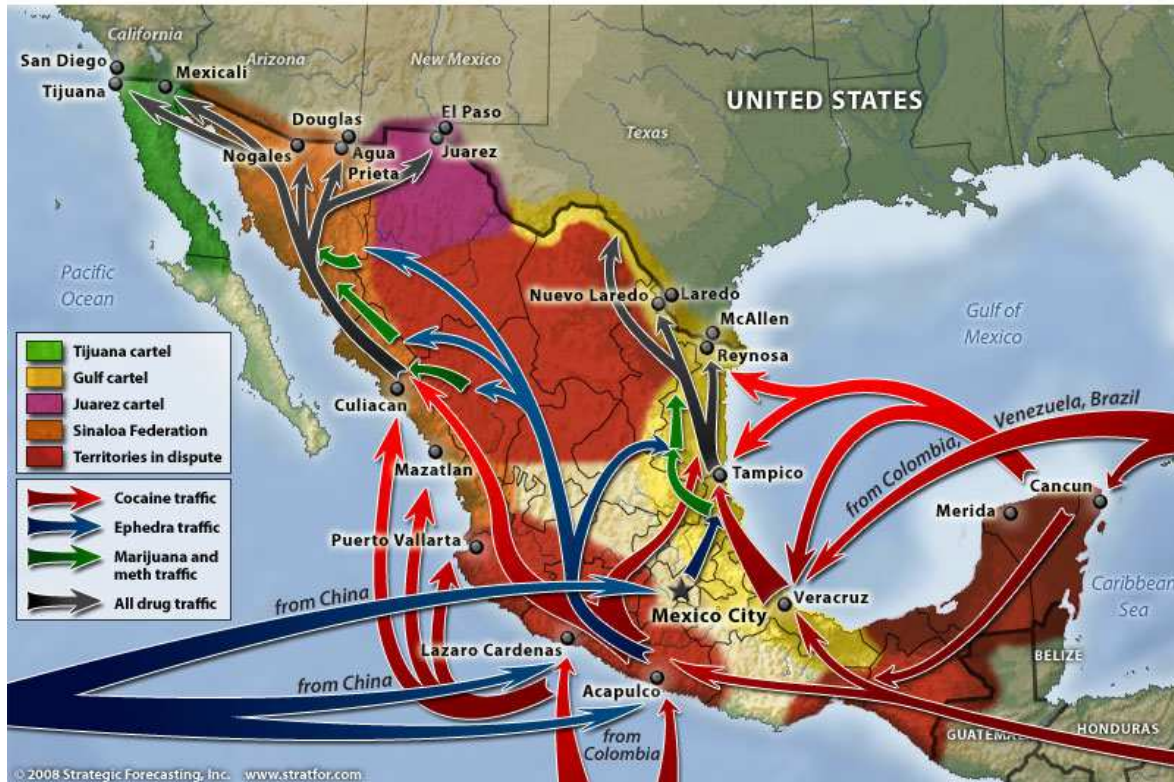 California
San Diego
Tijuana
Mexicali
Arizona
New Mexico
Douglas
Nogales
Agua
Prieta
El Paso
Juarez
Texas
UNITED STATES
Pacific
Ocean
Nuevo Laredo
Laredo
McAllen
Reynosa
Gulf of
Mexico
Tijuana cartel
Gulf cartel
Juarez cartel
Sinaloa Federation
Territories in dispute
Culiacan
Mazatlan
Tampico
from Colombia, Venezuela, Brazil
Cancun
Merida
Cocaine traffic
Ephedra traffic
Marijuana and
meth traffic
All drug traffic
Puerto Vallarta
from China
Mexico City
Veracruz
Caribbean
Sea
Lazaro Cardenas
from China
Acapulco
BELIZE
from
Colombia
HONDURAS
© 2008 Strategic Forecasting, Inc. www.stratfor.com